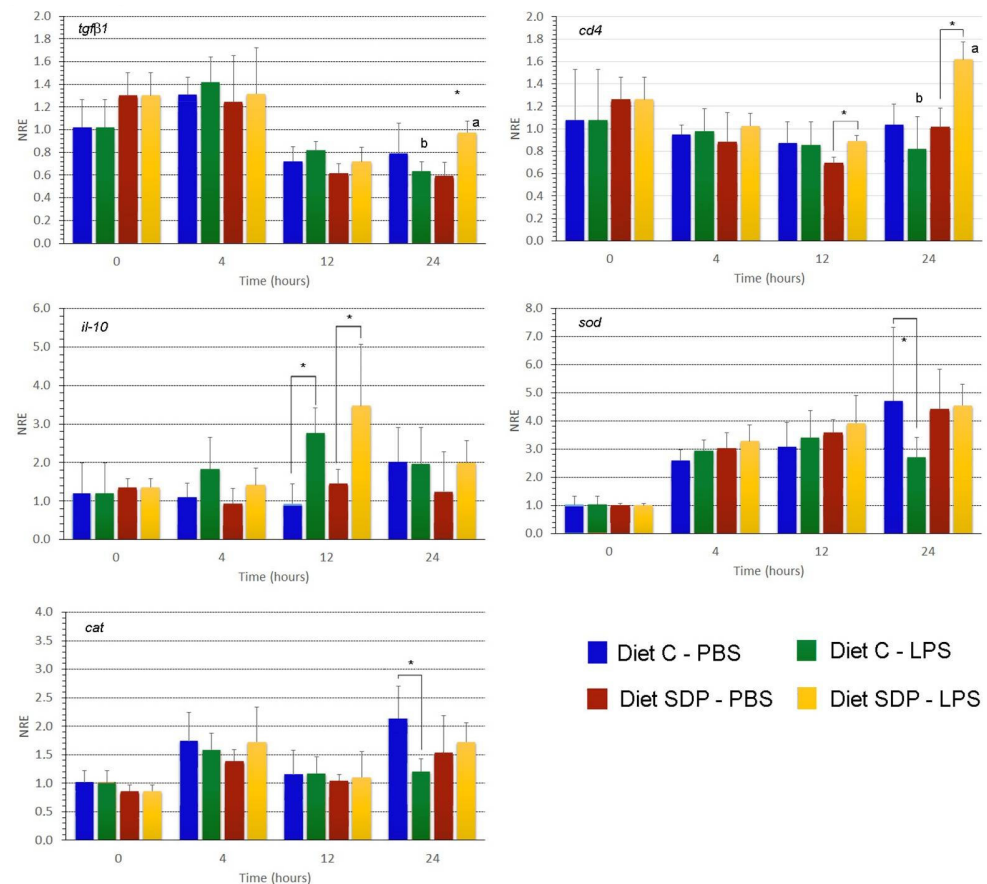 tgfβ1
2.0
1.8
1.6
1.4
1.2
1.0
0.8
0.6
0.4
0.2
0.0
NRE
*
a
b
0 4 12 24
Time (hours)
cd4
2.0
1.8
1.6
1.4
1.2
1.0
0.8
0.6
0.4
0.2
0.0
NRE
*
a
b
*
0 4 12 24
Time (hours)
il-10
6.0
5.0
4.0
3.0
2.0
1.0
0.0
NRE
*
*
0 4 12 24
Time (hours)
sod
8.0
7.0
6.0
5.0
4.0
3.0
2.0
1.0
0.0
NRE
*
0 4 12 24
Time (hours)
cat
4.0
3.5
3.0
2.5
2.0
1.5
1.0
0.5
0.0
NRE
*
0 4 12 24
Time (hours)
Diet C - PBS
Diet C - LPS
Diet SDP - PBS
Diet SDP - LPS